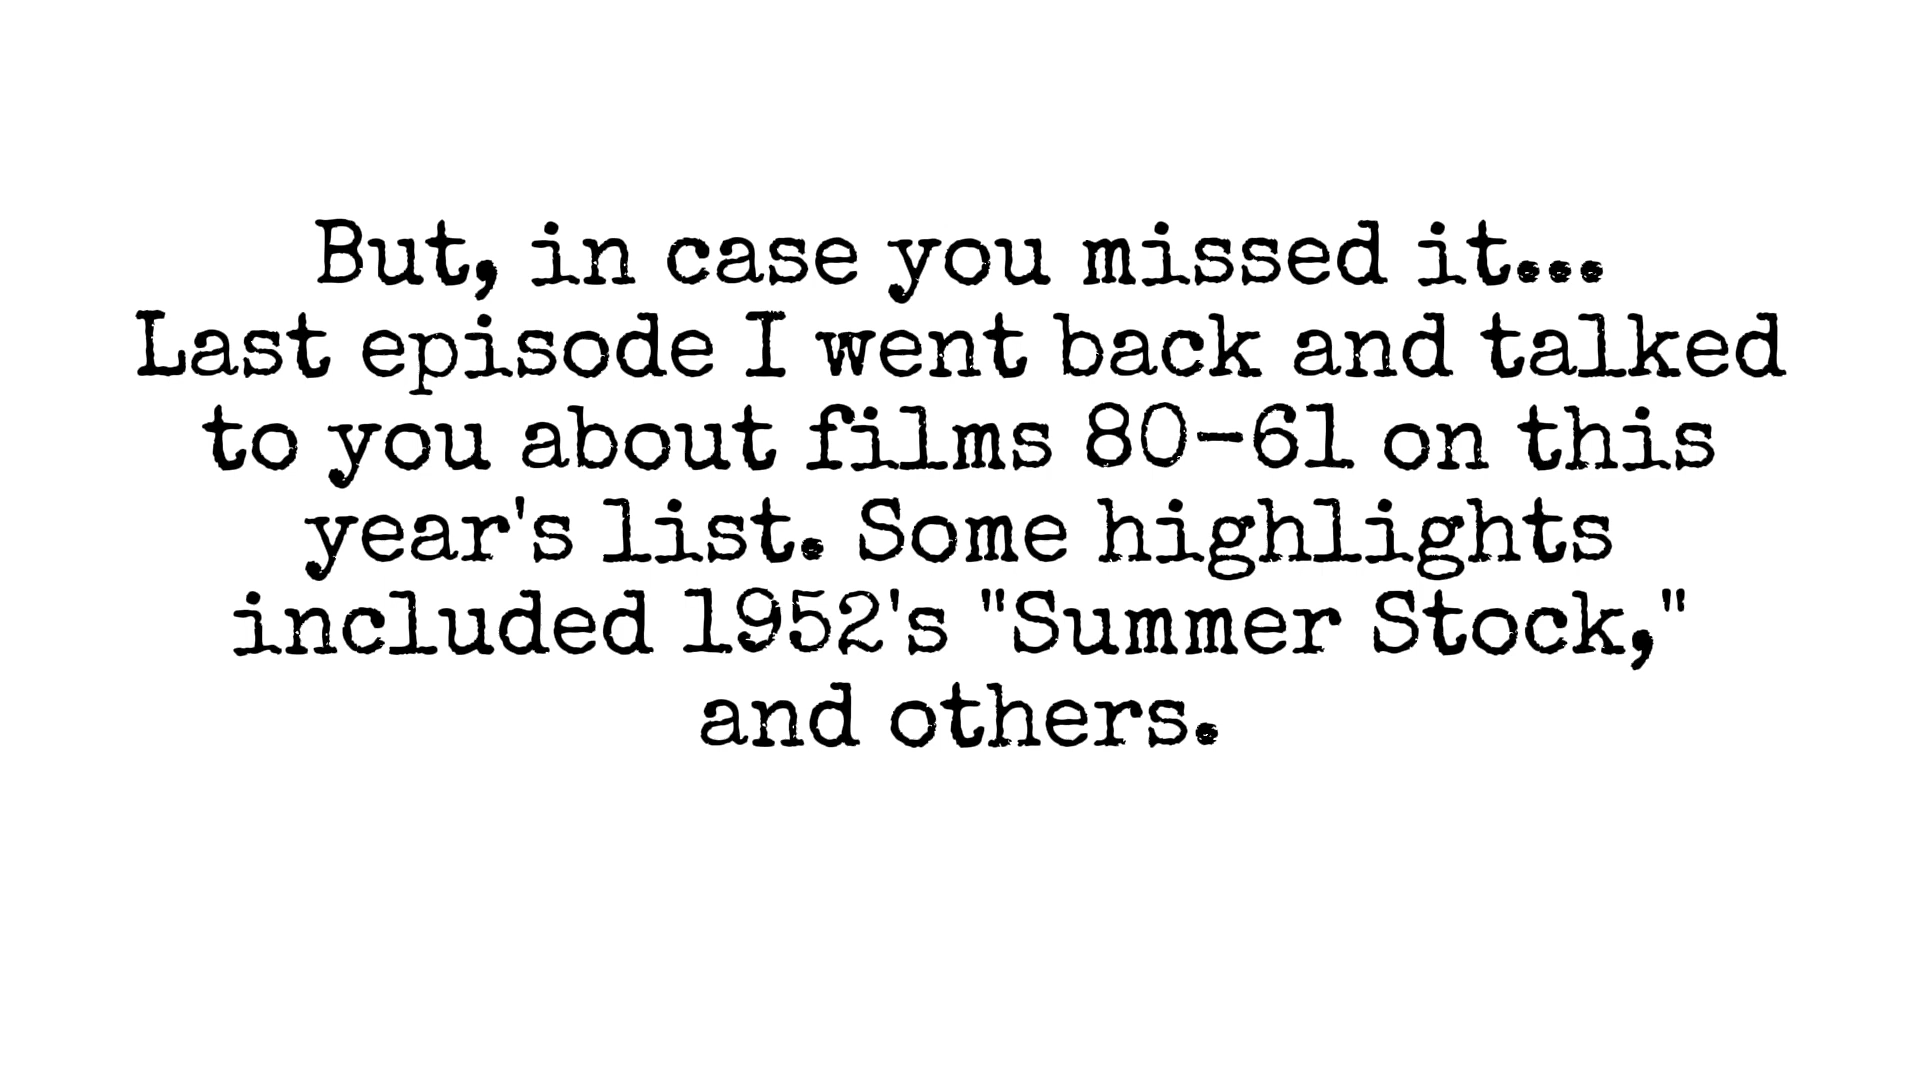 But, in case you missed it...
Last episode I went back and talked
to you about films 80-61 on this
year's list. Some highlights
included 1952's "Summer Stock,"
and others.